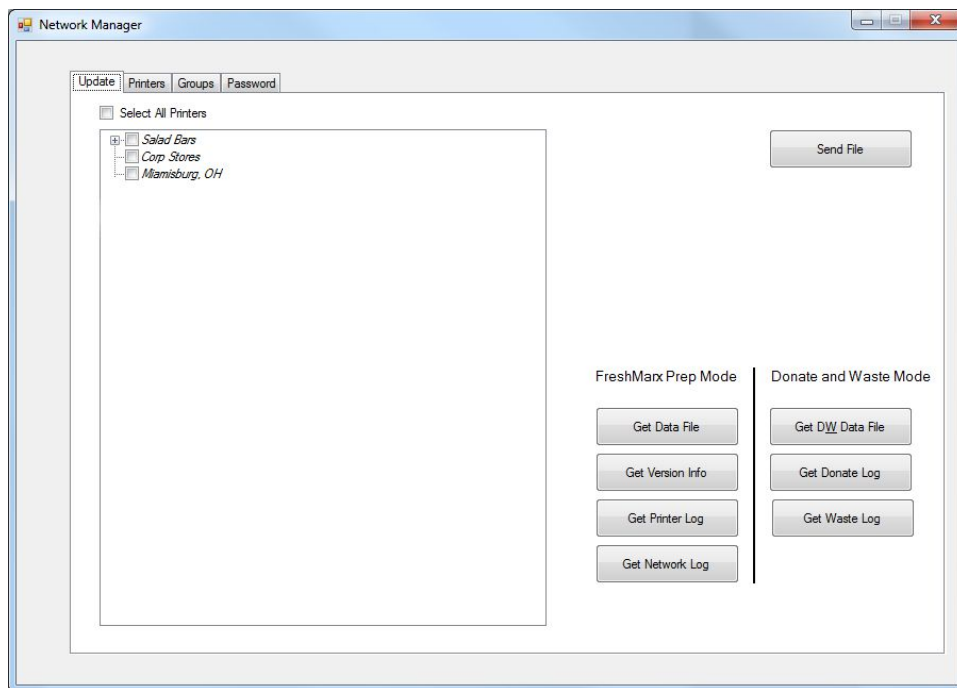 Network Manager
Update Printers Groups Password
Select All Printers
Salad Bars
Corp Stores
Miamisburg, OH
Send File
FreshMarx Prep Mode
Donate and Waste Mode
Get Data File
Get DW Data File
Get Version Info
Get Donate Log
Get Printer Log
Get Waste Log
Get Network Log